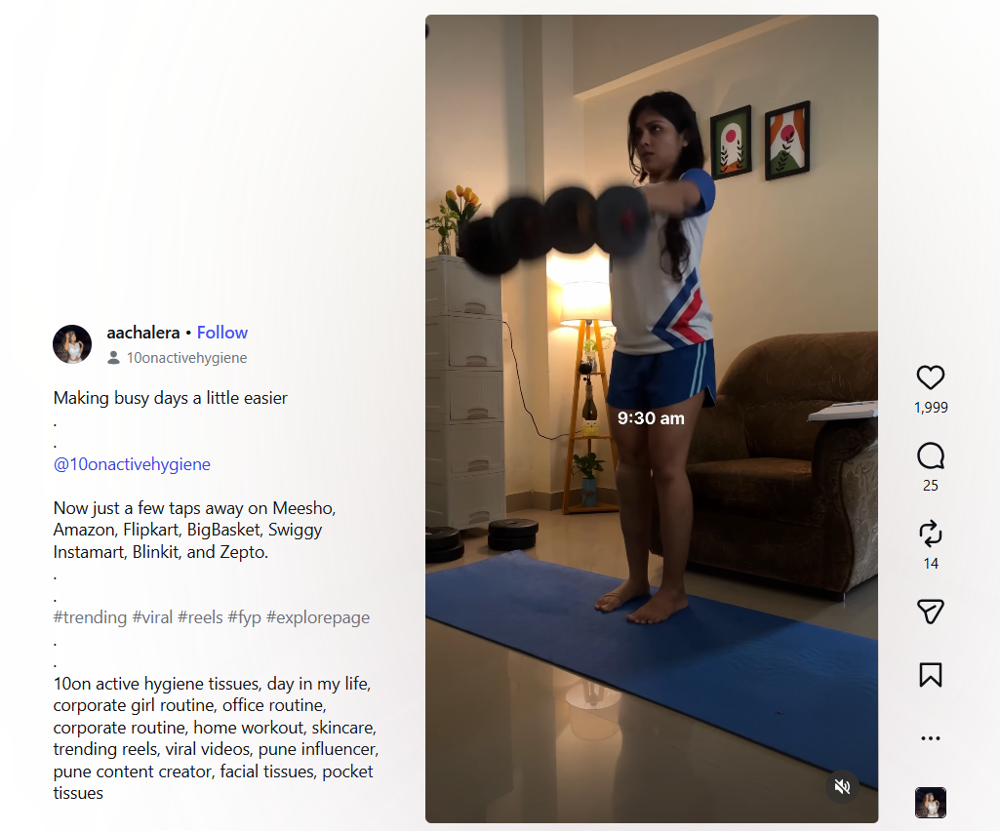 aachalera • Follow
10onactivehygiene
Making busy days a little easier
.
.
@10onactivehygiene
Now just a few taps away on Meesho,
Amazon, Flipkart, BigBasket, Swiggy
Instamart, Blinkit, and Zepto.
.
.
#trending #viral #reels #fyp #explorepage
.
.
10on active hygiene tissues, day in my life,
corporate girl routine, office routine,
corporate routine, home workout, skincare,
trending reels, viral videos, pune influencer,
pune content creator, facial tissues, pocket
tissues
9:30 am
1,999
25
14